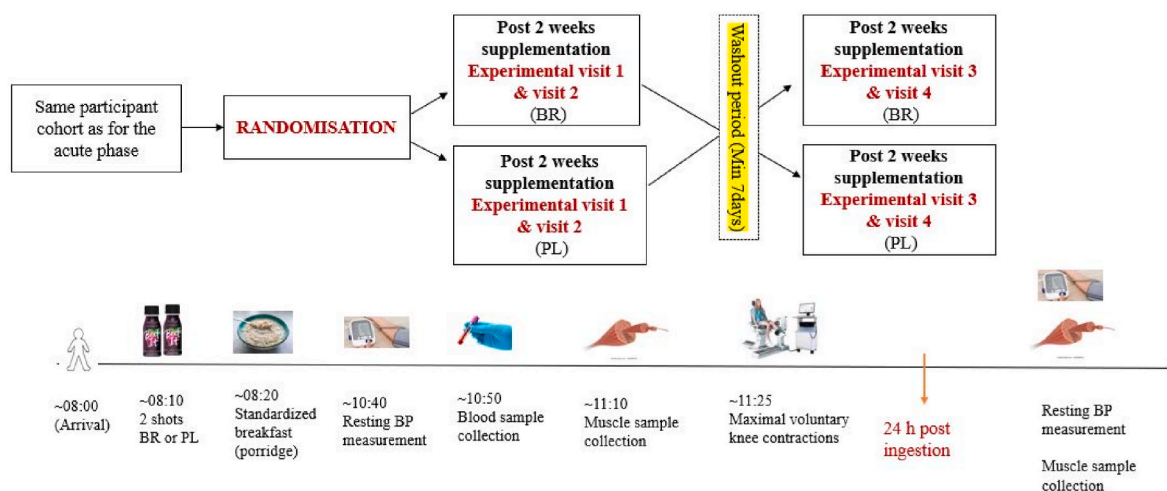 Same participant
cohort as for the
acute phase
RANDOMISATION
Post 2 weeks
supplementation
Experimental visit 1
& visit 2
(BR)
Post 2 weeks
supplementation
Experimental visit 1
& visit 2
(PL)
Washout period (Min 7days)
Post 2 weeks
supplementation
Experimental visit 3
& visit 4
(BR)
Post 2 weeks
supplementation
Experimental visit 3
& visit 4
(PL)
Beet It
Beet It
~08:00
(Arrival)
~08:10
2 shots
BR or PL
~08:20
Standardized
breakfast
(porridge)
~10:40
Resting BP
measurement
~10:50
Blood sample
collection
~11:10
Muscle sample
collection
~11:25
Maximal voluntary
knee contractions
24 h post
ingestion
Resting BP
measurement
Muscle sample
collection